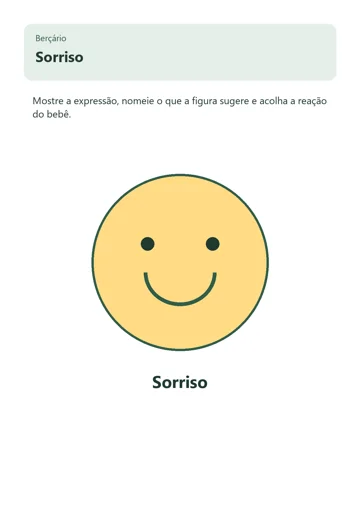 Berçário
Sorriso
Mostre a expressão, nomeie o que a figura sugere e acolha a reação
do bebê.
Sorriso